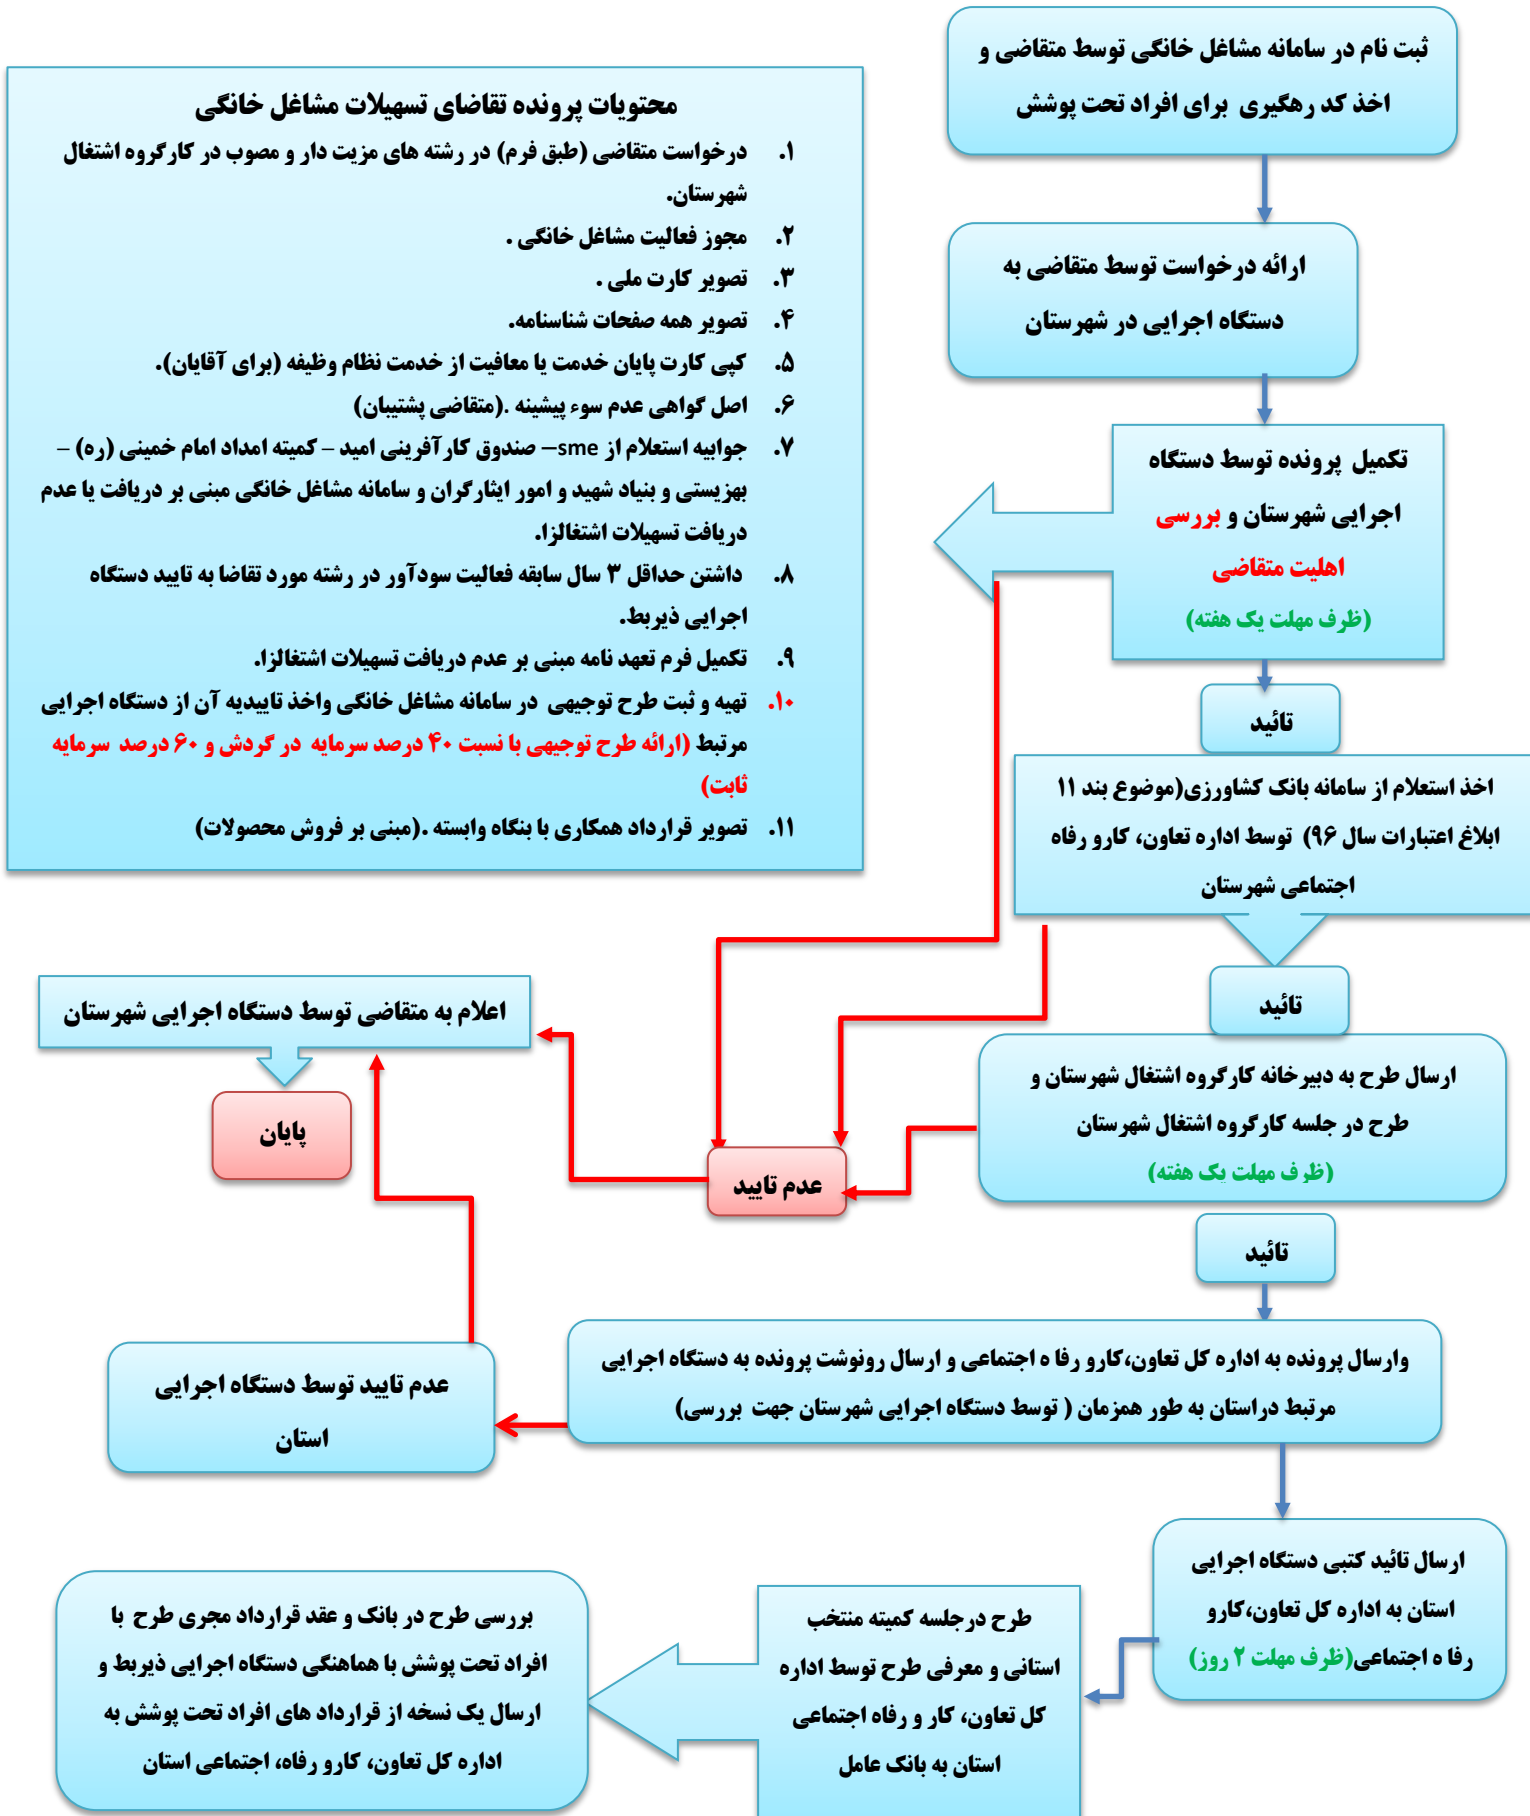 ثبت نام در سامانه مشاغل خانگی توسط متقاضی و
اخذ کد رهگیری برای افراد تحت پوشش
ارائه درخواست توسط متقاضی به
دستگاه اجرایی در شهرستان
تکمیل پرونده توسط دستگاه
اجرایی شهرستان و بررسی
اهلیت متقاضی
(ظرف مهلت یک هفته)
محتویات پرونده تقاضای تسهیلات مشاغل خانگی
۱. درخواست متقاضی (طبق فرم) در رشته های مزیت دار و مصوب در کارگروه اشتغال
شهرستان.
۲. مجوز فعالیت مشاغل خانگی .
۳. تصویر کارت ملی .
۴. تصویر همه صفحات شناسنامه.
۵. کپی کارت پایان خدمت یا معافیت از خدمت نظام وظیفه (برای آقایان).
۶. اصل گواهی عدم سوء پیشینه .(متقاضی پشتیبان)
۷. جوابیه استعلام از sme– صندوق کارآفرینی امید – کمیته امداد امام خمینی (ره) –
بهزیستی و بنیاد شهید و امور ایثارگران و سامانه مشاغل خانگی مبنی بر دریافت یا عدم
دریافت تسهیلات اشتغالزا.
۸. داشتن حداقل ۳ سال سابقه فعالیت سودآور در رشته مورد تقاضا به تایید دستگاه
اجرایی ذیربط.
۹. تکمیل فرم تعهد نامه مبنی بر عدم دریافت تسهیلات اشتغالزا.
۱۰. تهیه و ثبت طرح توجیهی در سامانه مشاغل خانگی واخذ تاییدیه آن از دستگاه اجرایی
مرتبط (ارائه طرح توجیهی با نسبت ۴۰ درصد سرمایه در گردش و ۶۰ درصد سرمایه
ثابت)
۱۱. تصویر قرارداد همکاری با بنگاه وابسته .(مبنی بر فروش محصولات)
تائید
اخذ استعلام از سامانه بانک کشاورزی(موضوع بند ۱۱
ابلاغ اعتبارات سال ۹۶) توسط اداره تعاون، کارو رفاه
اجتماعی شهرستان
تائید
ارسال طرح به دبیرخانه کارگروه اشتغال شهرستان و
طرح در جلسه کارگروه اشتغال شهرستان
(ظرف مهلت یک هفته)
عدم تایید
اعلام به متقاضی توسط دستگاه اجرایی شهرستان
پایان
تائید
وارسال پرونده به اداره کل تعاون،کارو رفا ه اجتماعی و ارسال رونوشت پرونده به دستگاه اجرایی
مرتبط دراستان به طور همزمان ( توسط دستگاه اجرایی شهرستان جهت بررسی)
عدم تایید توسط دستگاه اجرایی
استان
ارسال تائید کتبی دستگاه اجرایی
استان به اداره کل تعاون،کارو
رفا ه اجتماعی(ظرف مهلت ۲ روز)
طرح درجلسه کمیته منتخب
استانی و معرفی طرح توسط اداره
کل تعاون، کار و رفاه اجتماعی
استان به بانک عامل
بررسی طرح در بانک و عقد قرارداد مجری طرح با
افراد تحت پوشش با هماهنگی دستگاه اجرایی ذیربط و
ارسال یک نسخه از قرارداد های افراد تحت پوشش به
اداره کل تعاون، کارو رفاه، اجتماعی استان